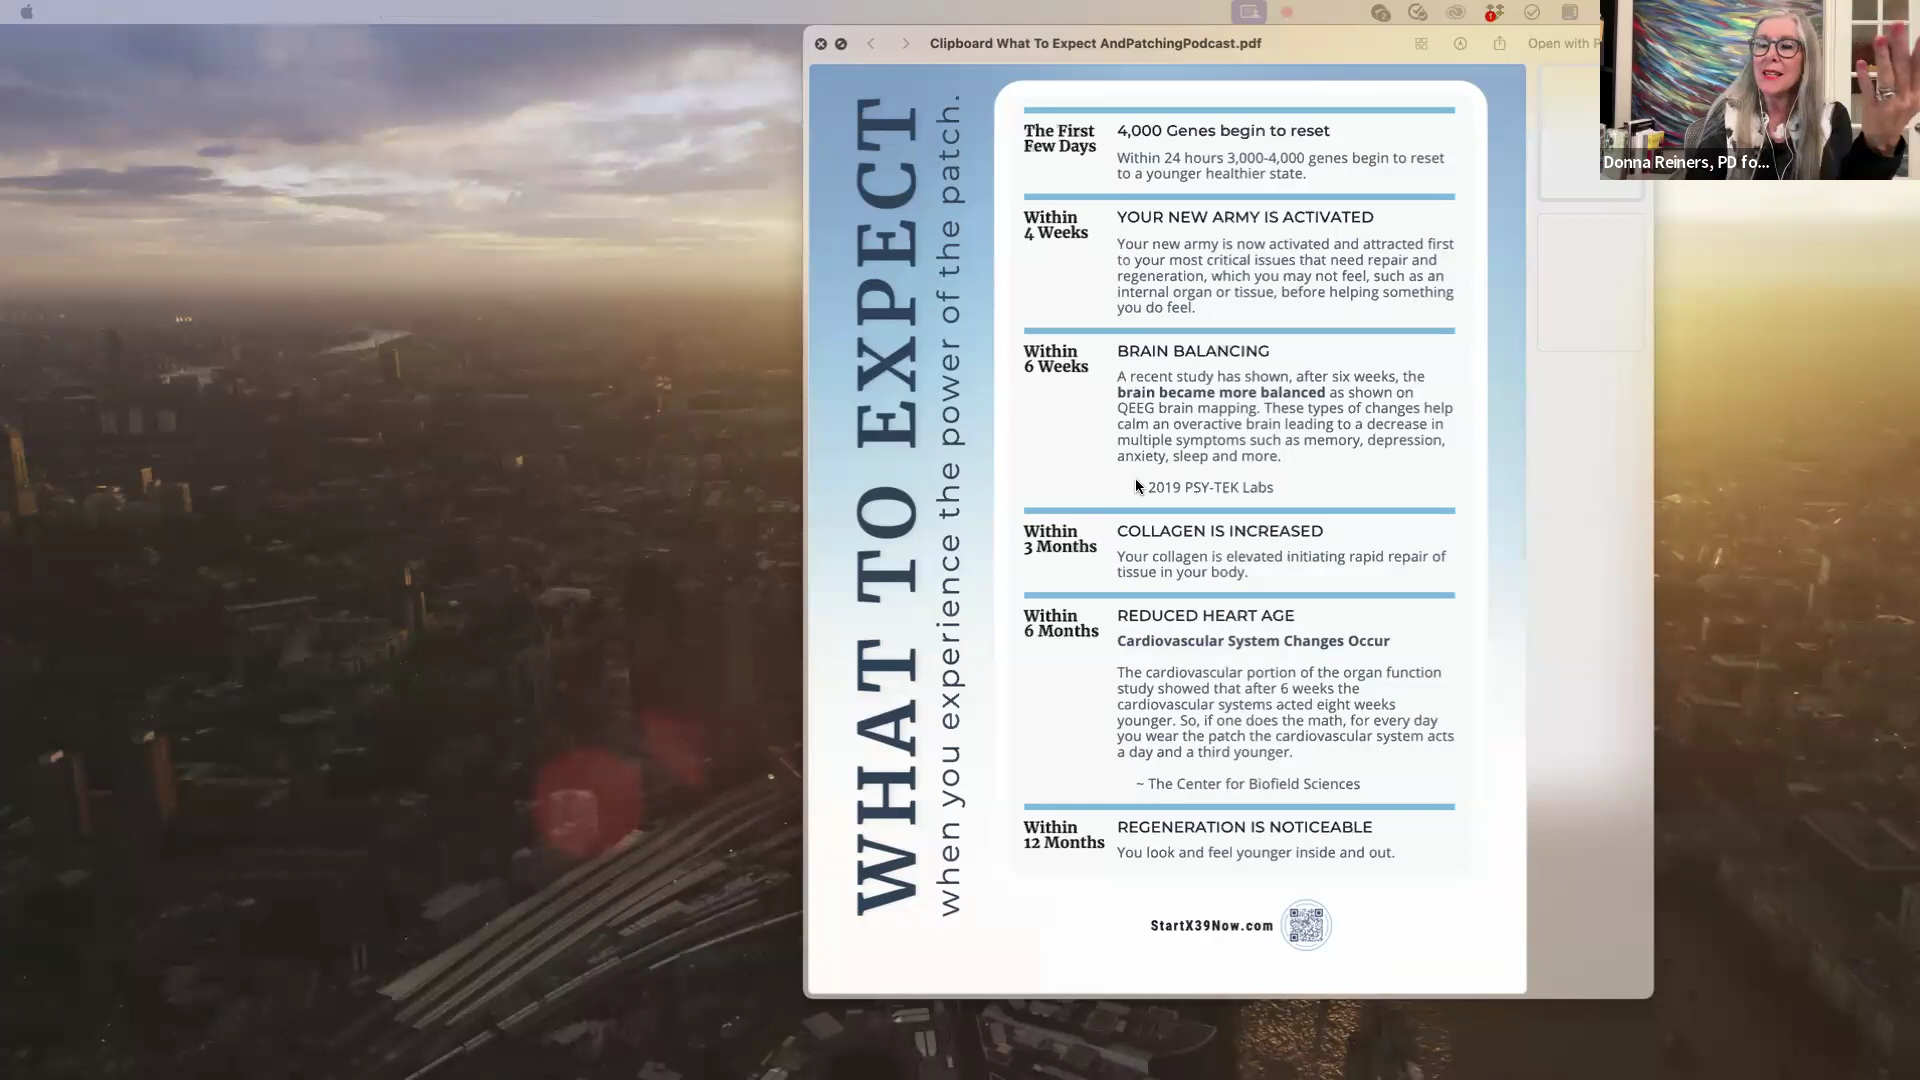 Clipboard What To Expect AndPatchingPodcast.pdf
Open with P
Donna Reiners, PD fo...
WHAT TO EXPECT
when you experience the power of the patch.
The First
Few Days
4,000 Genes begin to reset
Within 24 hours 3,000-4,000 genes begin to reset
to a younger healthier state.
Within
4 Weeks
YOUR NEW ARMY IS ACTIVATED
Your new army is now activated and attracted first
to your most critical issues that need repair and
regeneration, which you may not feel, such as an
internal organ or tissue, before helping something
you do feel.
Within
6 Weeks
BRAIN BALANCING
A recent study has shown, after six weeks, the
brain became more balanced as shown on
QEEG brain mapping. These types of changes help
calm an overactive brain leading to a decrease in
multiple symptoms such as memory, depression,
anxiety, sleep and more.
2019 PSY-TEK Labs
Within
3 Months
COLLAGEN IS INCREASED
Your collagen is elevated initiating rapid repair of
tissue in your body.
Within
6 Months
REDUCED HEART AGE
Cardiovascular System Changes Occur
The cardiovascular portion of the organ function
study showed that after 6 weeks the
cardiovascular systems acted eight weeks
younger. So, if one does the math, for every day
you wear the patch the cardiovascular system acts
a day and a third younger.
~ The Center for Biofield Sciences
Within
12 Months
REGENERATION IS NOTICEABLE
You look and feel younger inside and out.
StartX39Now.com